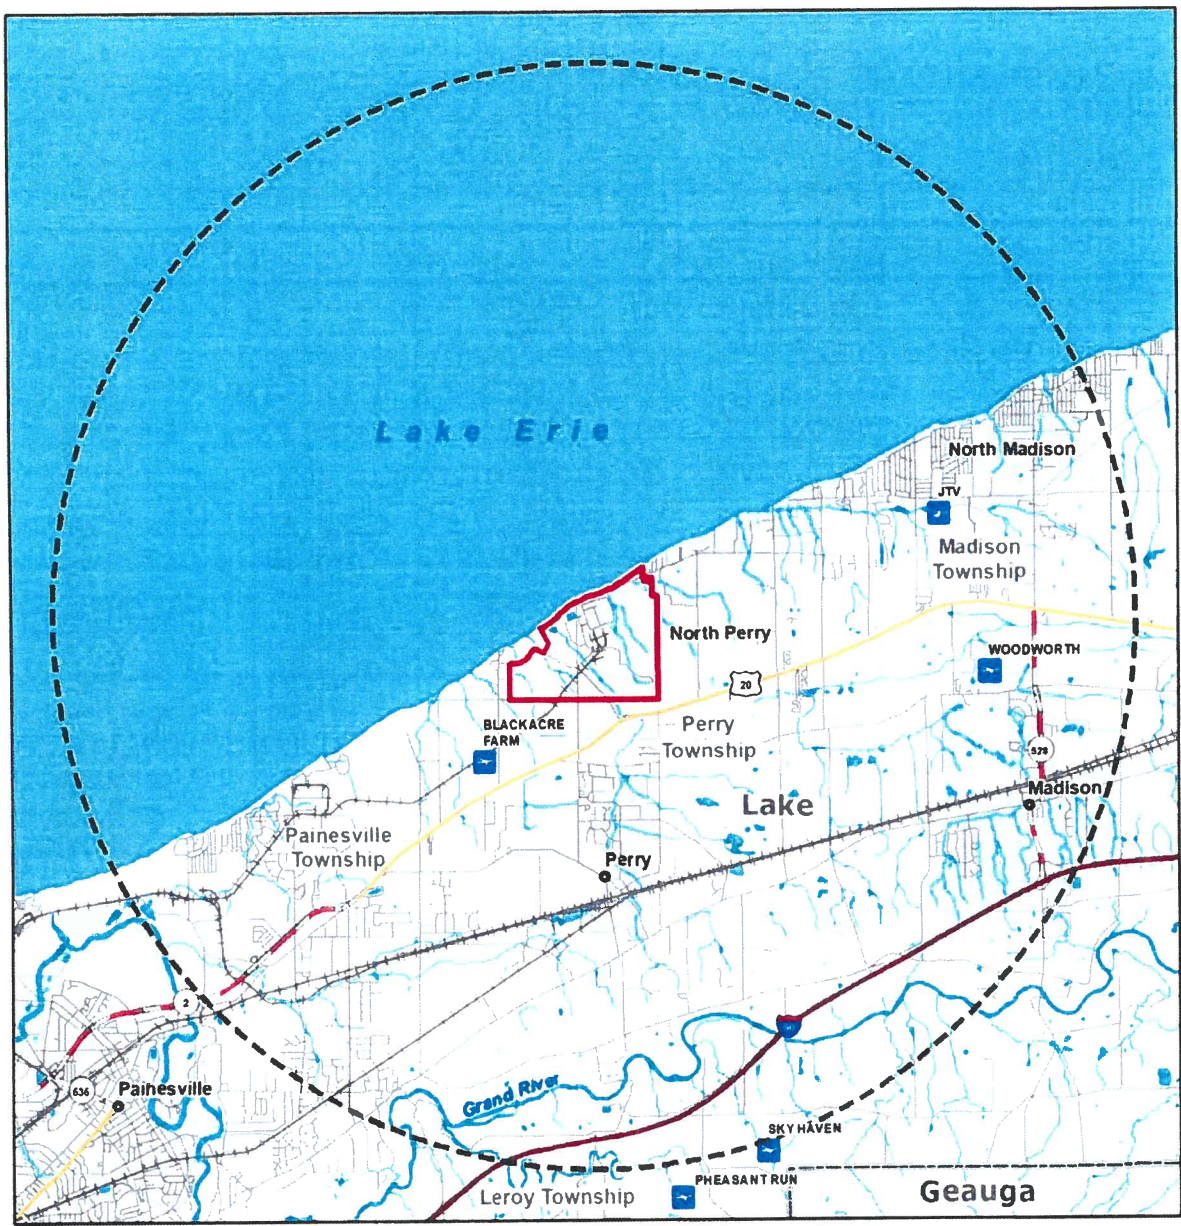 Lake Erie
North Madison
JTV
Madison
Township
North Perry
WOODWORTH
20
BLACKACRE
FARM
Perry
Township
528
Madison
Lake
Painesville
Township
Perry
2
Grand River
636
Painesville
SKY HAVEN
PHEASANT RUN
Leroy Township
Geauga